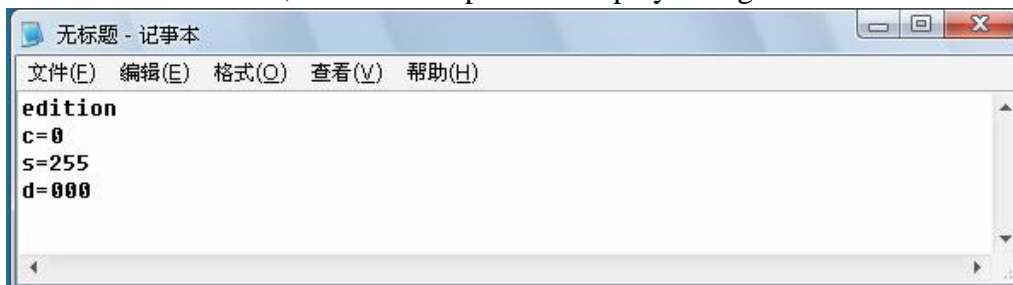 无标题 - 记事本
文件(F) 编辑(E) 格式(O) 查看(V) 帮助(H)
edition
c=0
s=255
d=000